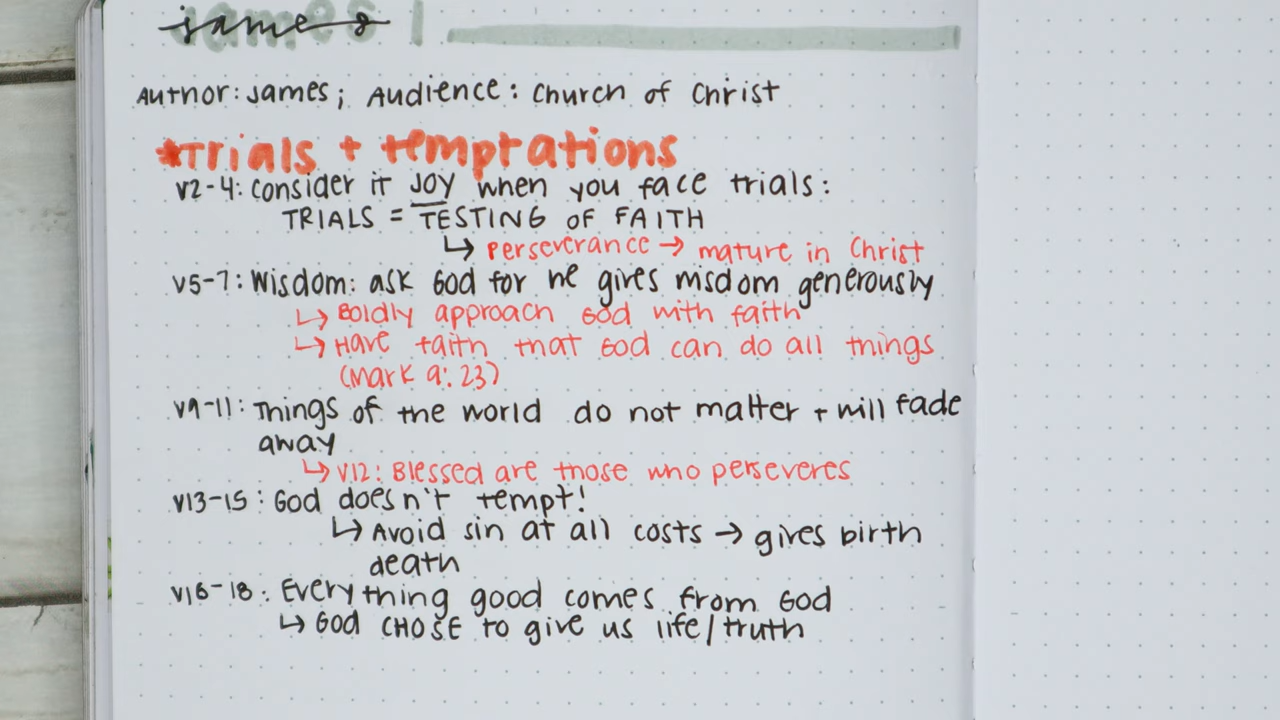 james 1
Author: James; Audience: Church of Christ
*Trials + temptations
v2-4: Consider it JOY when you face trials:
TRIALS = TESTING OF FAITH
↳ Perseverance → mature in Christ
v5-7: Wisdom: ask God for he gives wisdom generously
↳ Boldly approach God with faith
↳ Have faith that God can do all things
(Mark 9:23)
v9-11: Things of the world do not matter + will fade
away
↳ V12: Blessed are those who perseveres
v13-15: God doesn't tempt!
↳ Avoid sin at all costs → gives birth
death
v16-18: Everything good comes from God
↳ God CHOSE to give us life/truth